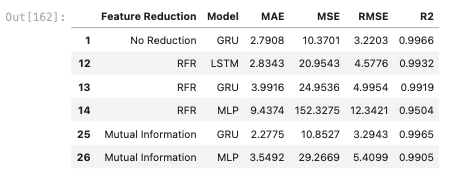 Out[162]:
Feature Reduction Model MAE MSE RMSE R2
1 No Reduction GRU 2.7908 10.3701 3.2203 0.9966
12 RFR LSTM 2.8343 20.9543 4.5776 0.9932
13 RFR GRU 3.9916 24.9536 4.9954 0.9919
14 RFR MLP 9.4374 152.3275 12.3421 0.9504
25 Mutual Information GRU 2.2775 10.8527 3.2943 0.9965
26 Mutual Information MLP 3.5492 29.2669 5.4099 0.9905